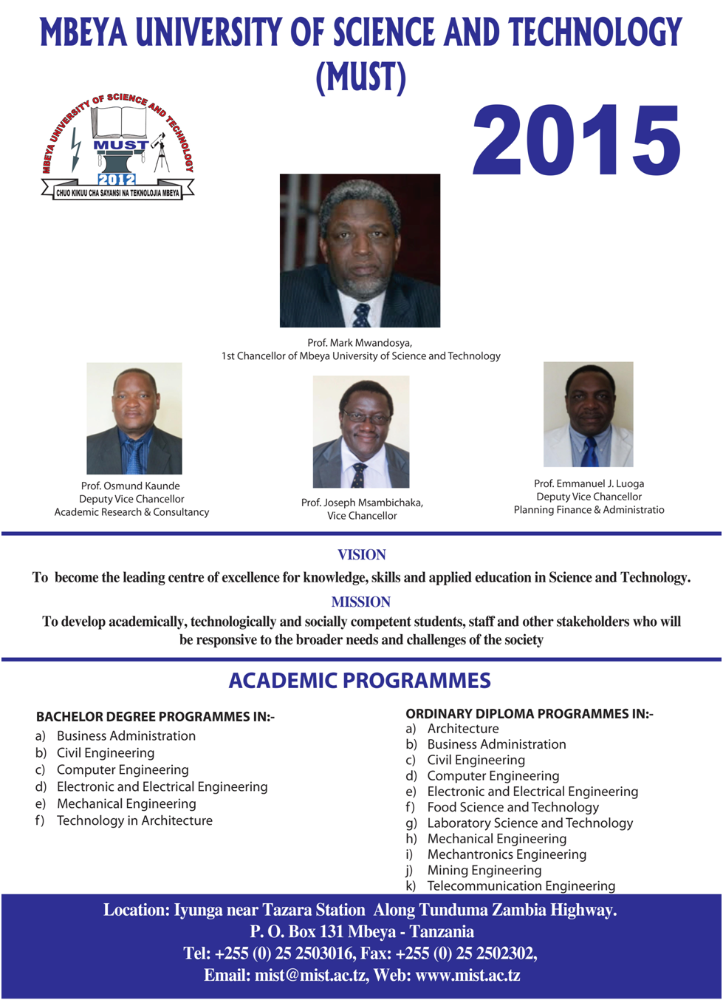 MBEYA UNIVERSITY OF SCIENCE AND TECHNOLOGY
(MUST)
MBEYA UNIVERSITY OF SCIENCE AND TECHNOLOGY
MUST
2012
CHUO KIKUU CHA SAYANSI NA TEKNOLOJIA MBEYA
2015
Prof. Mark Mwandosya,
1st Chancellor of Mbeya University of Science and Technology
Prof. Osmund Kaunde
Deputy Vice Chancellor
Academic Research & Consultancy
Prof. Joseph Msambichaka,
Vice Chancellor
Prof. Emmanuel J. Luoga
Deputy Vice Chancellor
Planning Finance & Administratio
VISION
To become the leading centre of excellence for knowledge, skills and applied education in Science and Technology.
MISSION
To develop academically, technologically and socially competent students, staff and other stakeholders who will
be responsive to the broader needs and challenges of the society
ACADEMIC PROGRAMMES
BACHELOR DEGREE PROGRAMMES IN:-
a) Business Administration
b) Civil Engineering
c) Computer Engineering
d) Electronic and Electrical Engineering
e) Mechanical Engineering
f) Technology in Architecture
ORDINARY DIPLOMA PROGRAMMES IN:-
a) Architecture
b) Business Administration
c) Civil Engineering
d) Computer Engineering
e) Electronic and Electrical Engineering
f) Food Science and Technology
g) Laboratory Science and Technology
h) Mechanical Engineering
i) Mechantronics Engineering
j) Mining Engineering
k) Telecommunication Engineering
Location: Iyunga near Tazara Station Along Tunduma Zambia Highway.
P. O. Box 131 Mbeya - Tanzania
Tel: +255 (0) 25 2503016, Fax: +255 (0) 25 2502302,
Email: mist@mist.ac.tz, Web: www.mist.ac.tz